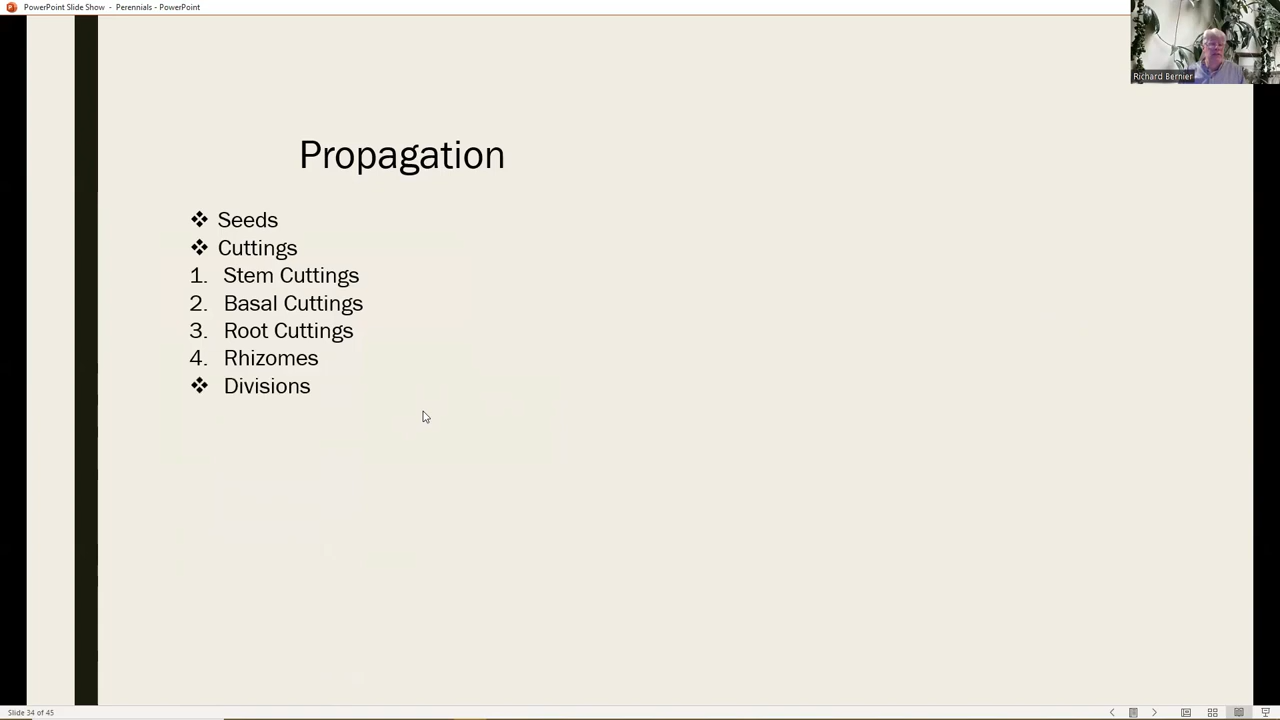 PowerPoint Slide Show - Perennials - PowerPoint
Richard Bernier
Propagation
❖ Seeds
❖ Cuttings
1. Stem Cuttings
2. Basal Cuttings
3. Root Cuttings
4. Rhizomes
❖ Divisions
Slide 34 of 45